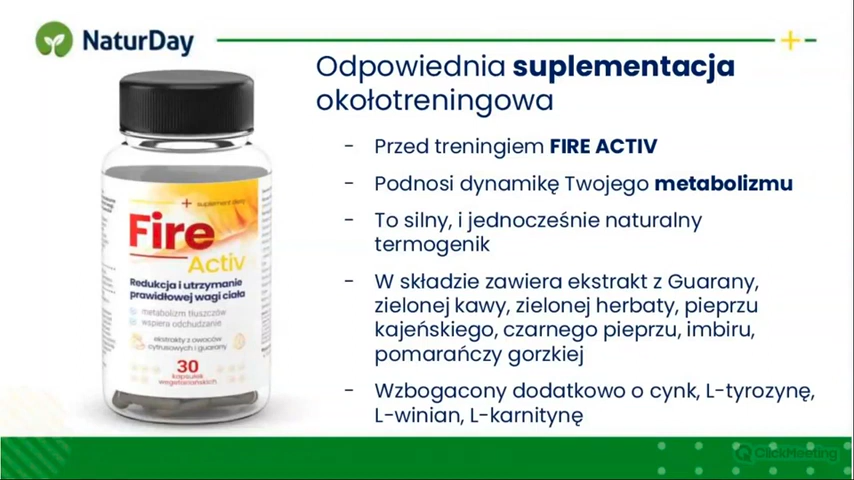 NaturDay
Odpowiednia suplementacja
okołotreningowa
- Przed treningiem FIRE ACTIV
- Podnosi dynamikę Twojego metabolizmu
- To silny, i jednocześnie naturalny
termogenik
- W składzie zawiera ekstrakt z Guarany,
zielonej kawy, zielonej herbaty, pieprzu
kajeńskiego, czarnego pieprzu, imbiru,
pomarańczy gorzkiej
- Wzbogacony dodatkowo o cynk, L-tyrozynę,
L-winian, L-karnitynę
suplement diety
Fire
Activ
Redukcja i utrzymanie
prawidłowej wagi ciała
metabolizm tłuszczów
wspiera odchudzanie
ekstrakty z owoców
cytrusowych i guarany
30
kapsułek
wegetariańskich
ClickMeeting